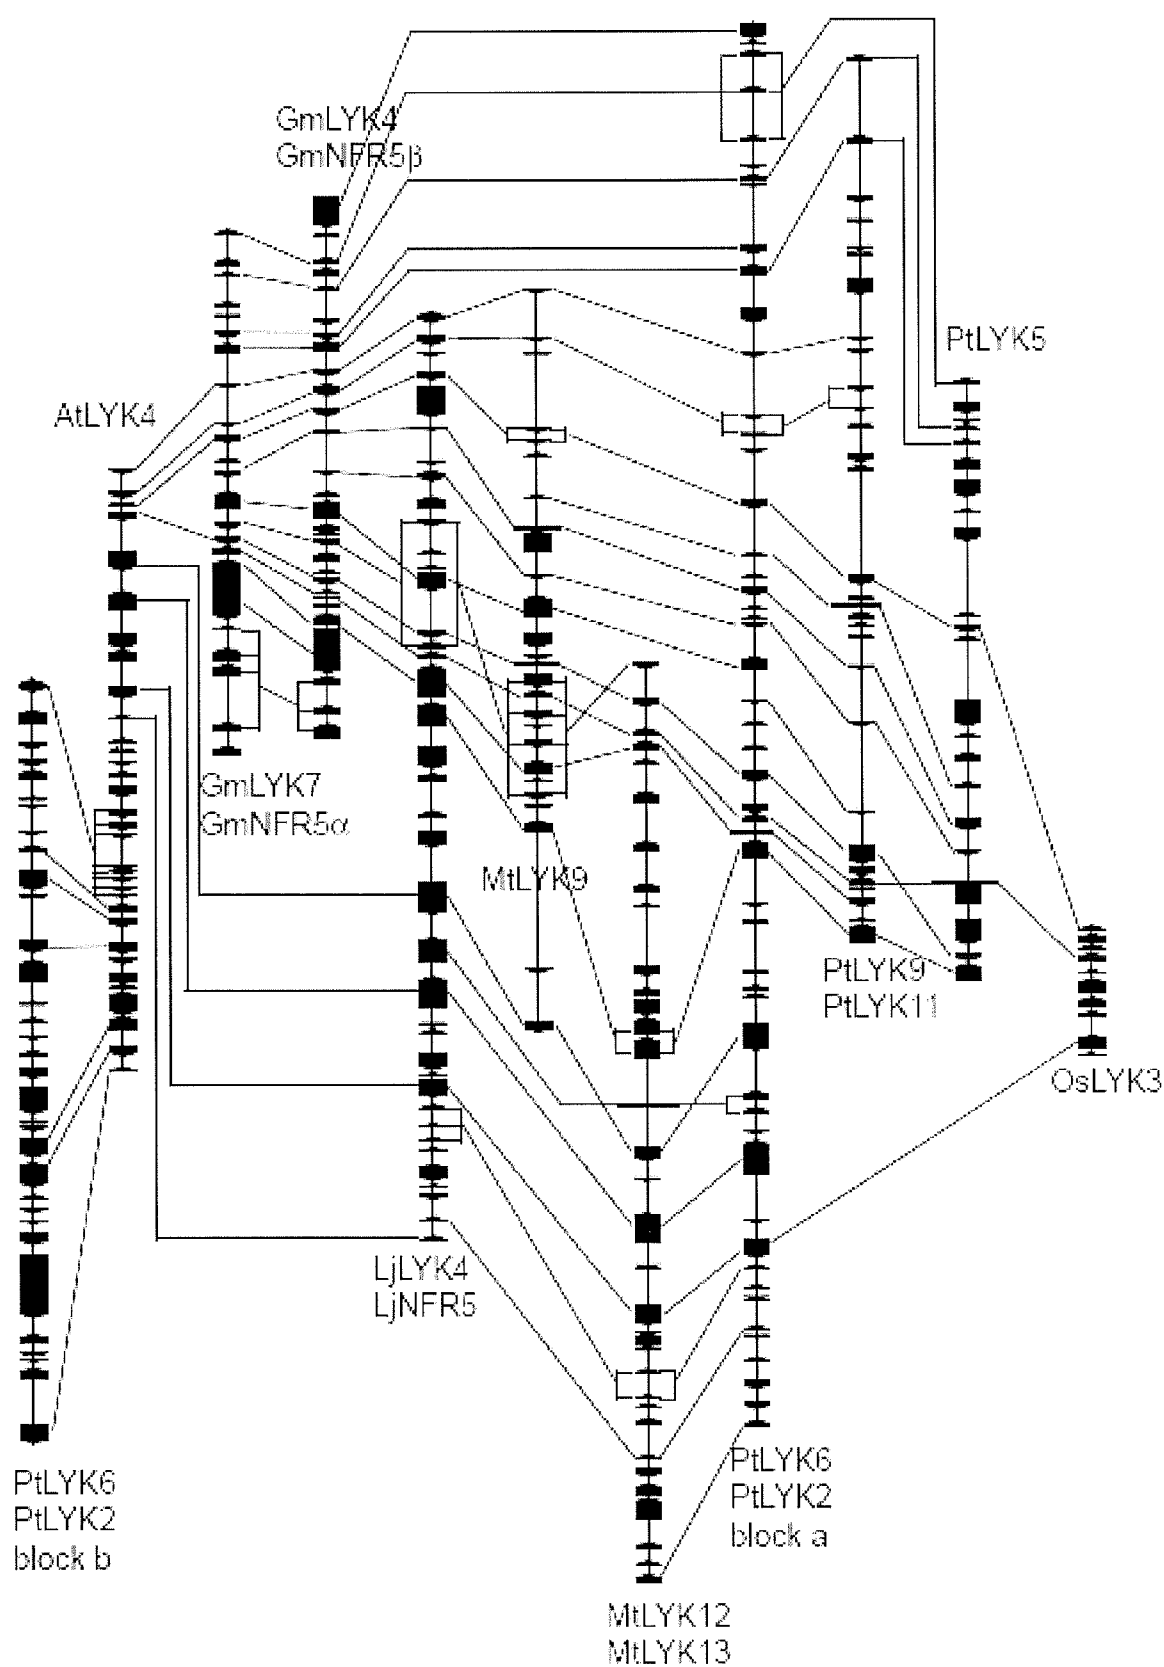 GmLYK4
GmNFR5β
PtLYK5
AtLYK4
GmLYK7
GmNFR5α
MtLYK9
PtLYK9
PtLYK11
OsLYK3
LjLYK4
LjNFR5
PtLYK6
PtLYK2
block a
PtLYK6
PtLYK2
block b
MtLYK12
MtLYK13